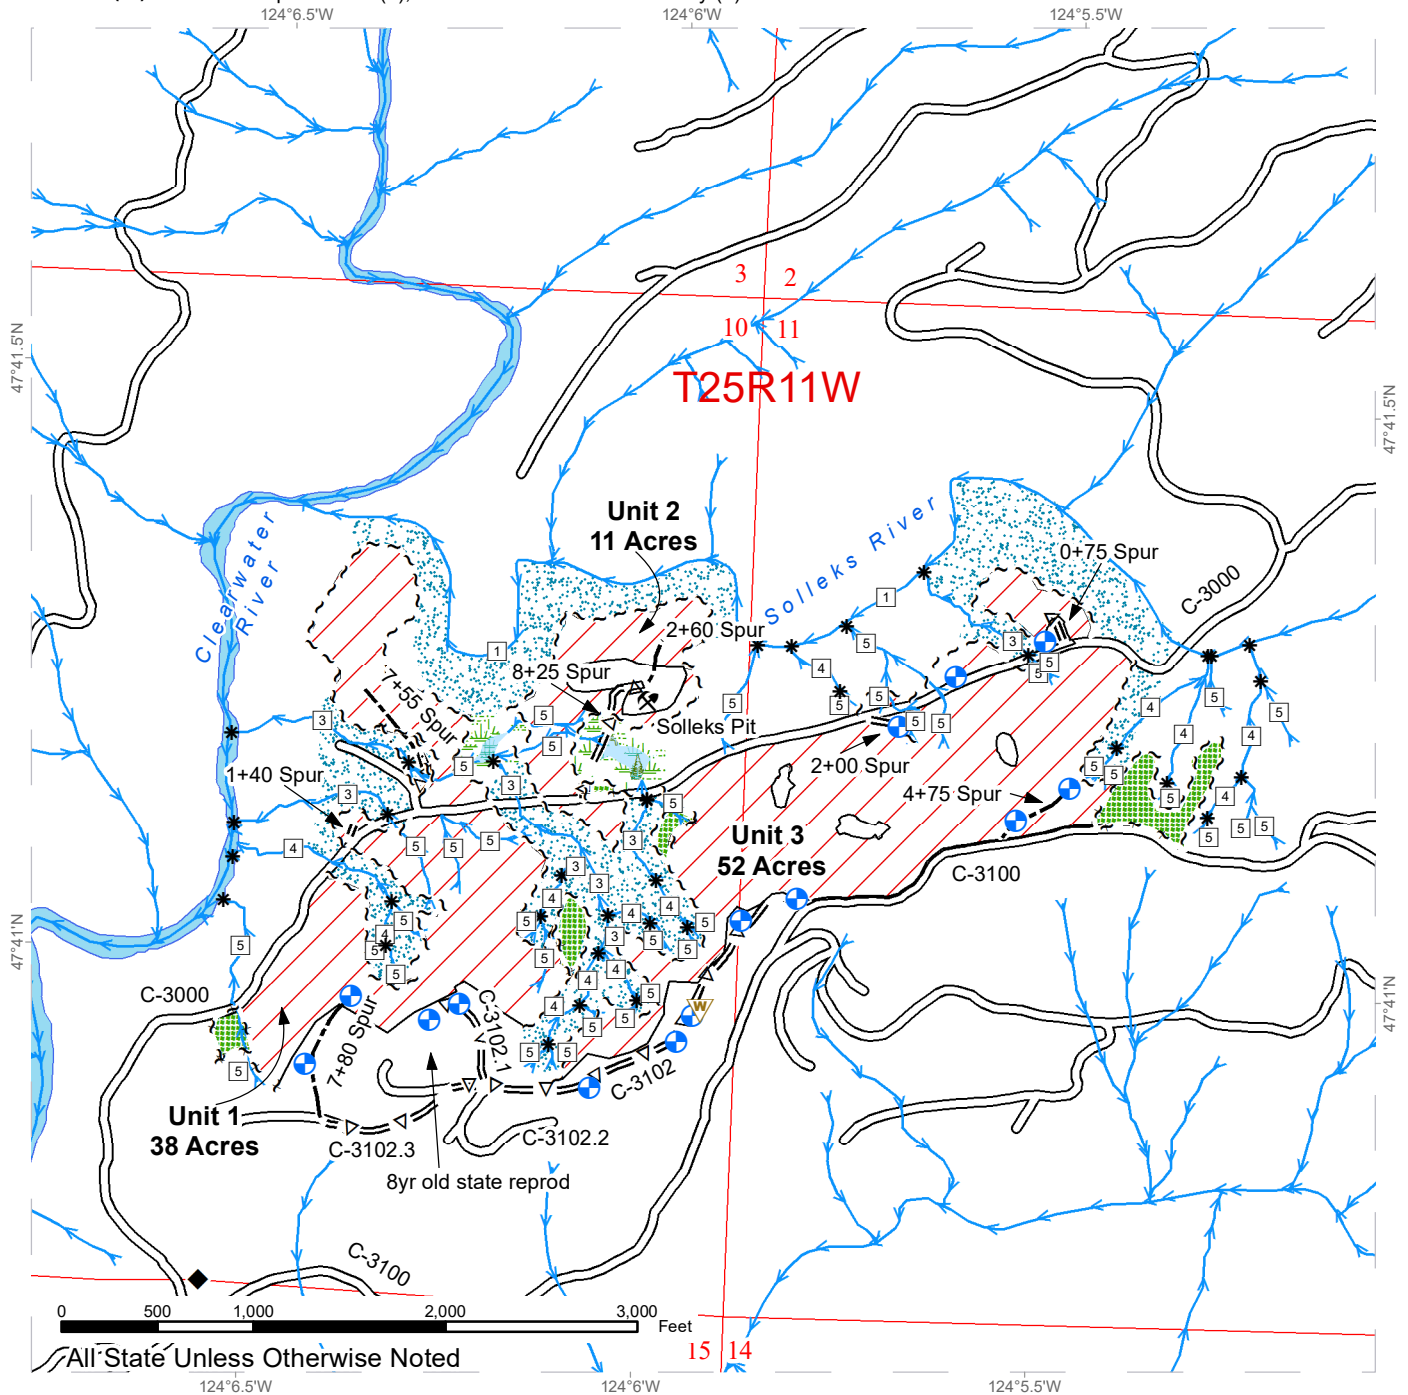 124°6.5'W
124°6'W
124°5.5'W
3
2
10
11
T25R11W
47°41.5'N
47°41.5'N
Unit 2
11 Acres
Solleks River
0+75 Spur
C-3000
Clearwater
River
1
1
2+60 Spur
8+25 Spur
7+55 Spur
Solleks Pit
2+00 Spur
4+75 Spur
1+40 Spur
Unit 3
52 Acres
C-3100
47°41'N
47°41'N
C-3000
7+80 Spur
C-3102.1
C-3102
W
Unit 1
38 Acres
C-3102.3
C-3102.2
8yr old state reprod
C-3100
0
500
1,000
2,000
3,000
Feet
All State Unless Otherwise Noted
15
14
124°6.5'W
124°6'W
124°5.5'W